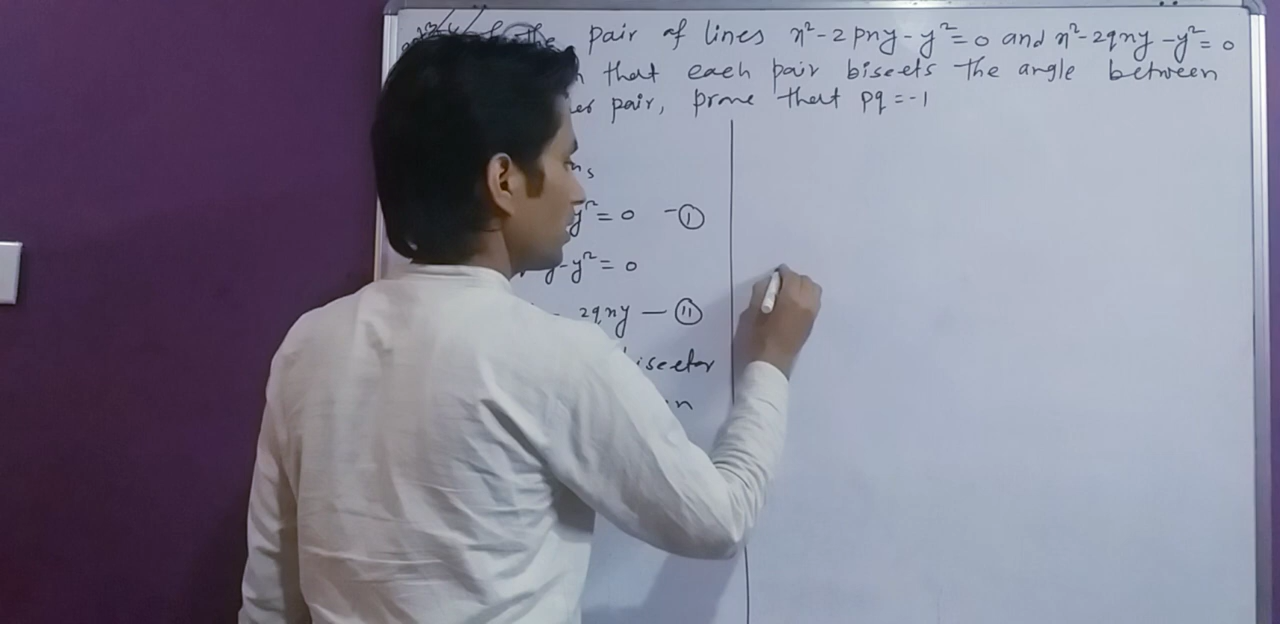 the pair of lines x²-2pxy-y²=0 and x²-2qxy-y²=0
that each pair bisects the angle between
pair, prove that pq=-1
y²=0 -①
y-y²=0
2qxy — ⑪